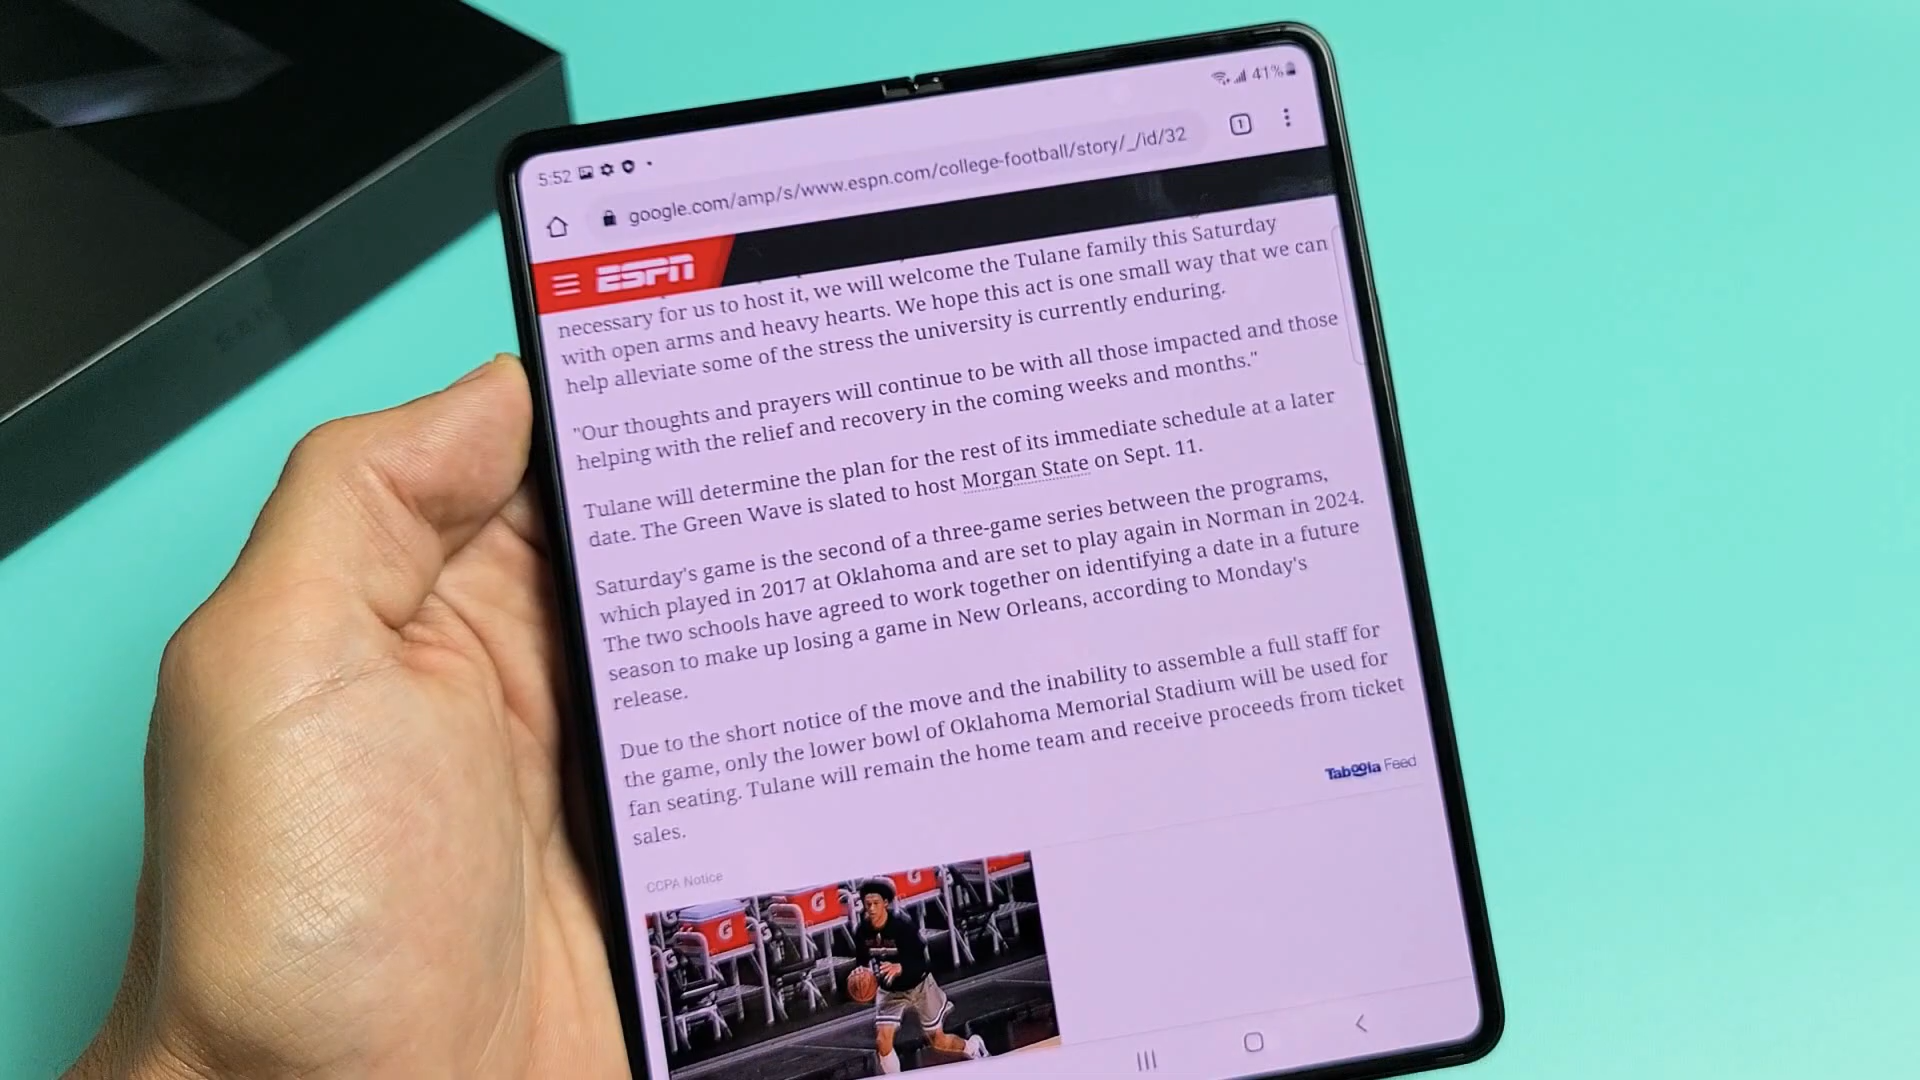 5:52
41%
google.com/amp/s/www.espn.com/college-football/story/_/id/32
1
ESPN
necessary for us to host it, we will welcome the Tulane family this Saturday
with open arms and heavy hearts. We hope this act is one small way that we can
help alleviate some of the stress the university is currently enduring.
"Our thoughts and prayers will continue to be with all those impacted and those
helping with the relief and recovery in the coming weeks and months."
Tulane will determine the plan for the rest of its immediate schedule at a later
date. The Green Wave is slated to host Morgan State on Sept. 11.
Saturday's game is the second of a three-game series between the programs,
which played in 2017 at Oklahoma and are set to play again in Norman in 2024.
The two schools have agreed to work together on identifying a date in a future
season to make up losing a game in New Orleans, according to Monday's
release.
Due to the short notice of the move and the inability to assemble a full staff for
the game, only the lower bowl of Oklahoma Memorial Stadium will be used for
fan seating. Tulane will remain the home team and receive proceeds from ticket
sales.
Taboola Feed
CCPA Notice
G
G
G